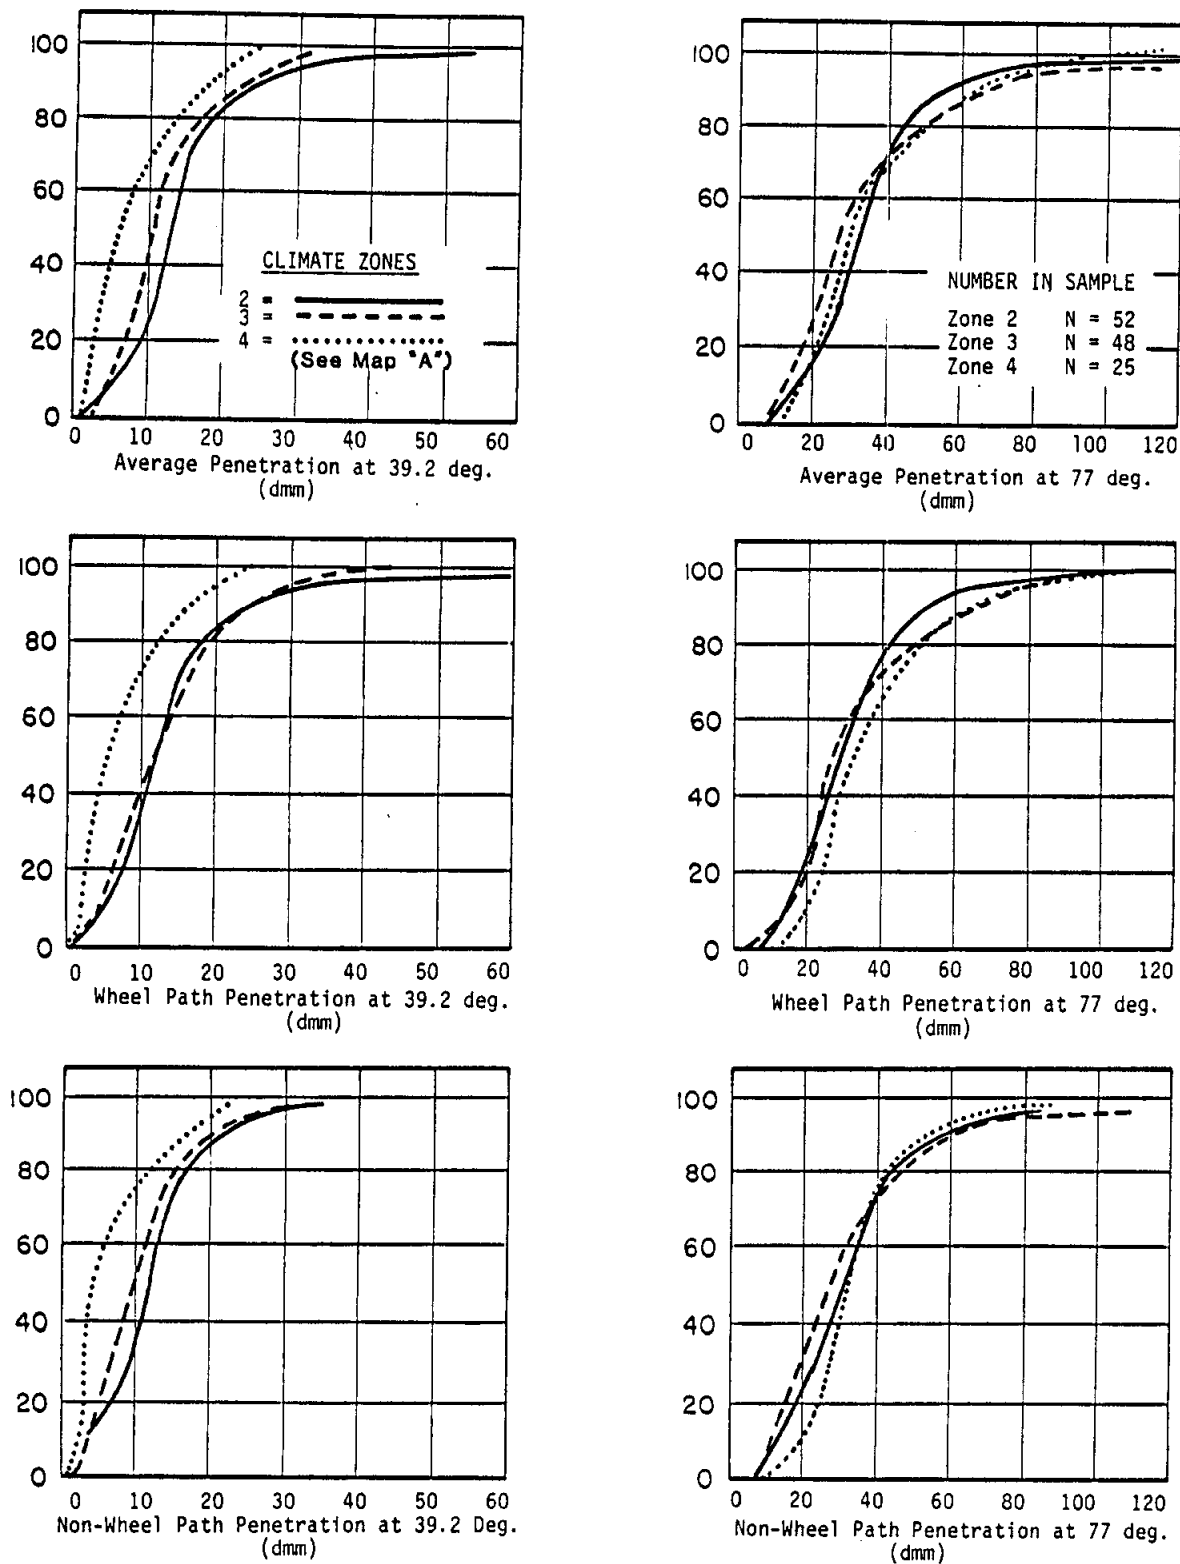 100
80
60
40
20
0
CLIMATE ZONES
2 =
3 =
4 =
(See Map "A")
0 10 20 30 40 50 60
Average Penetration at 39.2 deg.
(dmm)
100
80
60
40
20
0
NUMBER IN SAMPLE
Zone 2 N = 52
Zone 3 N = 48
Zone 4 N = 25
0 20 40 60 80 100 120
Average Penetration at 77 deg.
(dmm)
100
80
60
40
20
0
0 10 20 30 40 50 60
Wheel Path Penetration at 39.2 deg.
(dmm)
100
80
60
40
20
0
0 20 40 60 80 100 120
Wheel Path Penetration at 77 deg.
(dmm)
100
80
60
40
20
0
0 10 20 30 40 50 60
Non-Wheel Path Penetration at 39.2 Deg.
(dmm)
100
80
60
40
20
0
0 20 40 60 80 100 120
Non-Wheel Path Penetration at 77 deg.
(dmm)